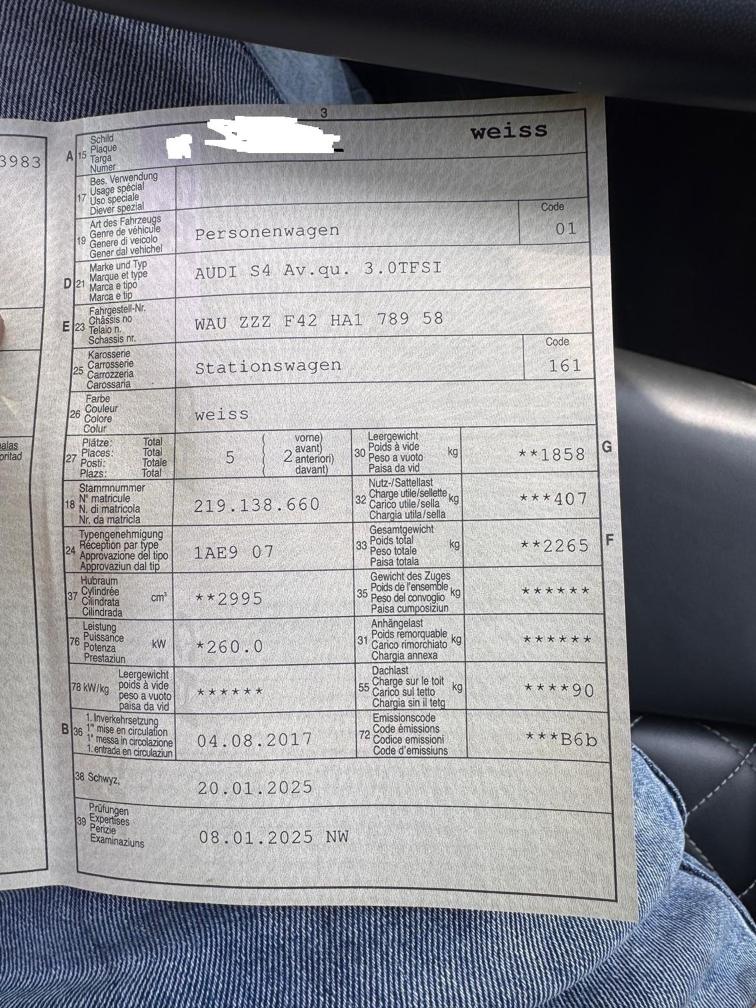 3
3983
A 15 Schild
Plaque
Targa
Numer
weiss
17 Bes. Verwendung
Usage spécial
Uso speciale
Diever spezial
19 Art des Fahrzeugs
Genre de véhicule
Genere di veicolo
Gener dal vehichel
Personenwagen
Code
01
D 21 Marke und Typ
Marque et type
Marca e tipo
Marca e tip
AUDI S4 Av.qu. 3.0TFSI
E 23 Fahrgestell-Nr.
Châssis no
Telaio n.
Schassis nr.
WAU ZZZ F42 HA1 789 58
25 Karosserie
Carrosserie
Carrozzeria
Carossaria
Stationswagen
Code
161
26 Farbe
Couleur
Colore
Colur
weiss
27 Plätze: Total
Places: Total
Posti: Totale
Plazs: Total
5
2
vorne)
avant)
anteriori)
davant)
30 Leergewicht
Poids à vide
Peso a vuoto
Paisa da vid
kg
**1858
G
18 Stammnummer
N° matricule
N. di matricola
Nr. da matricla
219.138.660
32 Nutz-/Sattellast
Charge utile/sellette
Carico utile/sella
Chargia utila/sella
kg
***407
24 Typengenehmigung
Réception par type
Approvazione del tipo
Approvaziun dal tip
1AE9 07
33 Gesamtgewicht
Poids total
Peso totale
Paisa totala
kg
**2265
F
37 Hubraum
Cylindrée
Cilindrata
Cilindrada
cm³
**2995
35 Gewicht des Zuges
Poids de l'ensemble
Peso del convoglio
Paisa cumposiziun
kg
******
76 Leistung
Puissance
Potenza
Prestaziun
kW
*260.0
31 Anhängelast
Poids remorquable
Carico rimorchiato
Chargia annexa
kg
******
78 kW/kg
Leergewicht
poids à vide
peso a vuoto
paisa da vid
******
55 Dachlast
Charge sur le toit
Carico sul tetto
Chargia sin il tetg
kg
****90
B 36 1. Inverkehrsetzung
1re mise en circulation
1a messa in circolazione
1. entrada en circulaziun
04.08.2017
72 Emissionscode
Code émissions
Codice emissioni
Code d'emissiuns
***B6b
38 Schwyz,
20.01.2025
39 Prüfungen
Expertises
Perizie
Examinaziuns
08.01.2025 NW